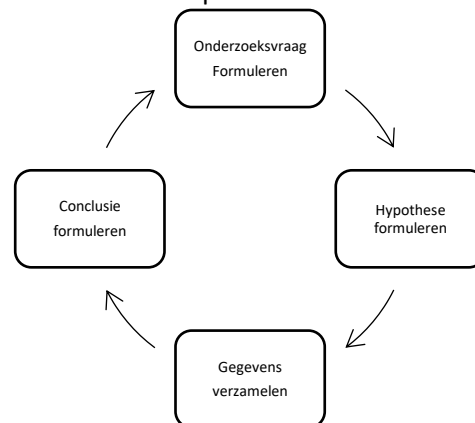 Onderzoeksvraag
Formuleren
Hypothese
formuleren
Gegevens
verzamelen
Conclusie
formuleren